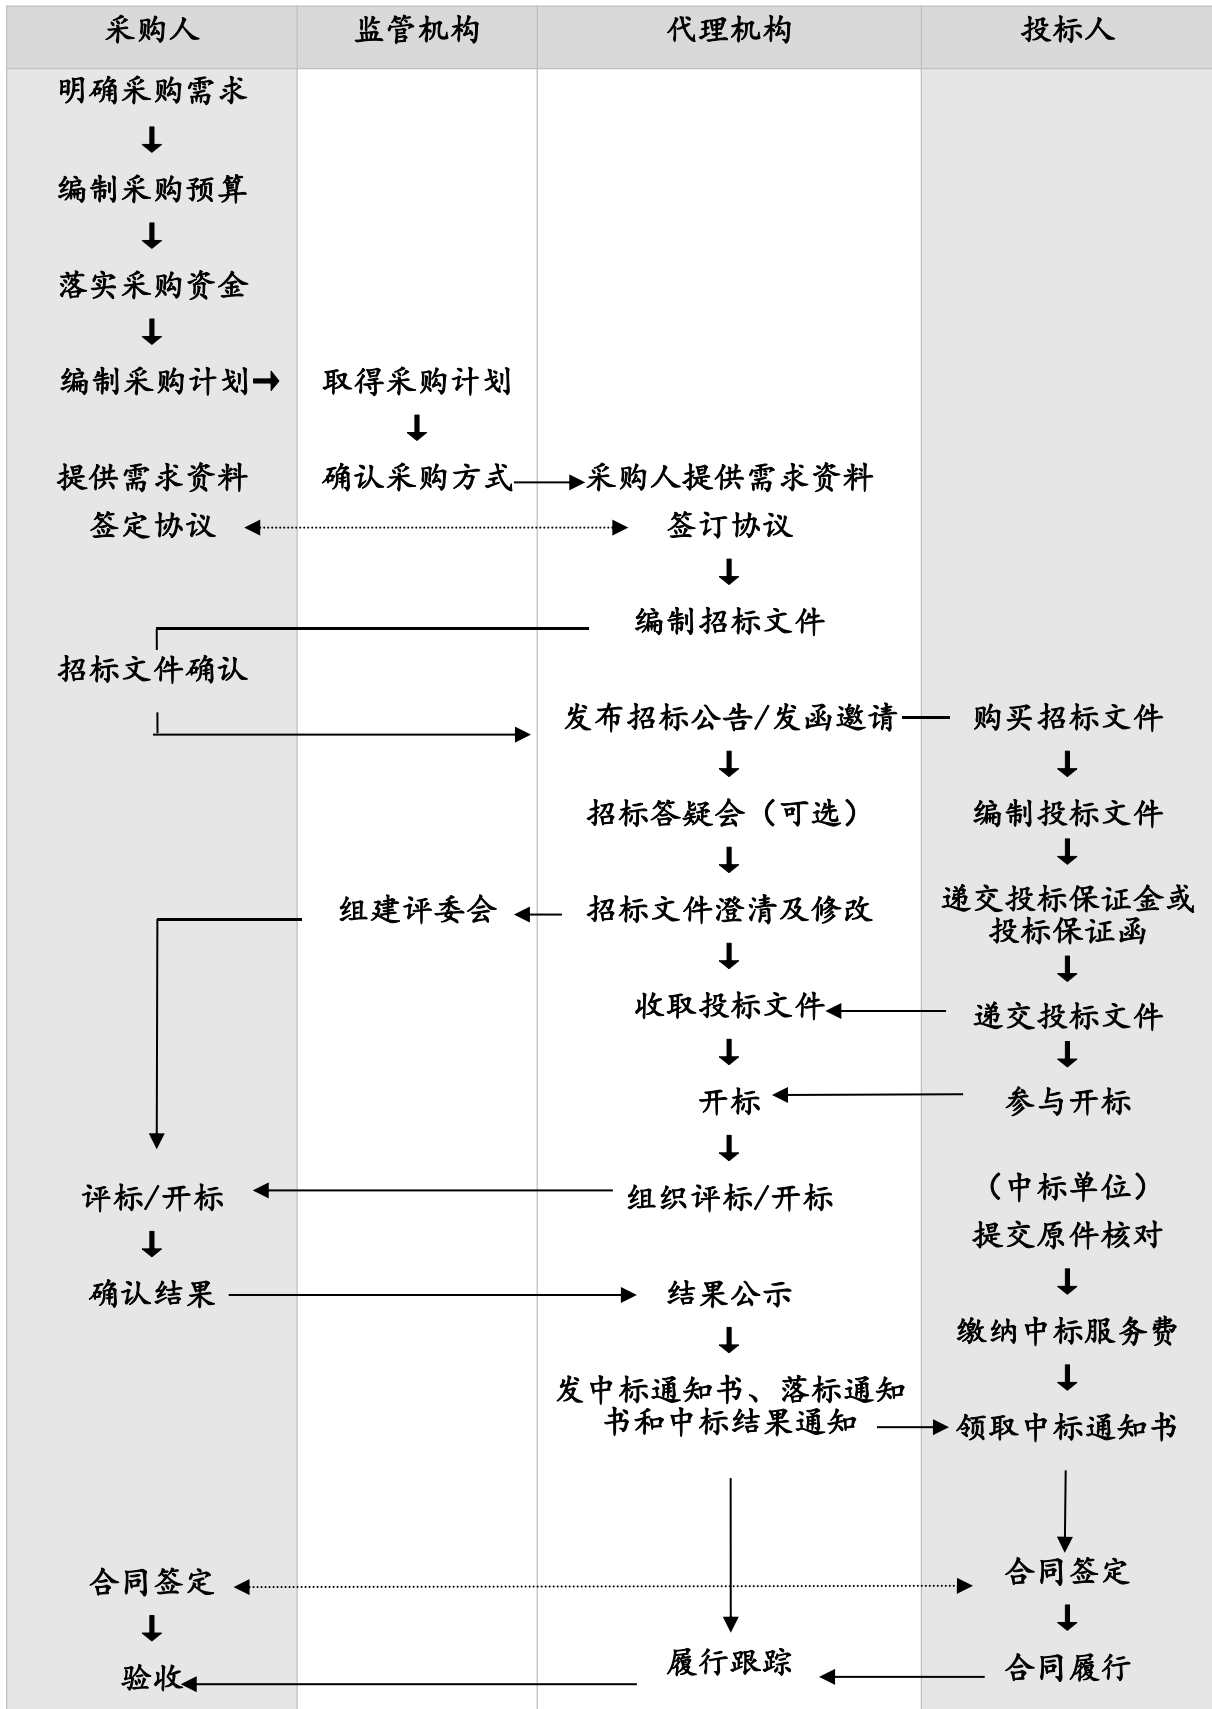 采购人
监管机构
代理机构
投标人
明确采购需求
编制采购预算
落实采购资金
编制采购计划
取得采购计划
提供需求资料
确认采购方式
采购人提供需求资料
签定协议
签订协议
编制招标文件
招标文件确认
发布招标公告/发函邀请
购买招标文件
招标答疑会（可选）
编制投标文件
组建评委会
招标文件澄清及修改
递交投标保证金或
投标保证函
收取投标文件
递交投标文件
开标
参与开标
评标/开标
组织评标/开标
（中标单位）
提交原件核对
确认结果
结果公示
缴纳中标服务费
发中标通知书、落标通知
书和中标结果通知
领取中标通知书
合同签定
合同签定
验收
履行跟踪
合同履行